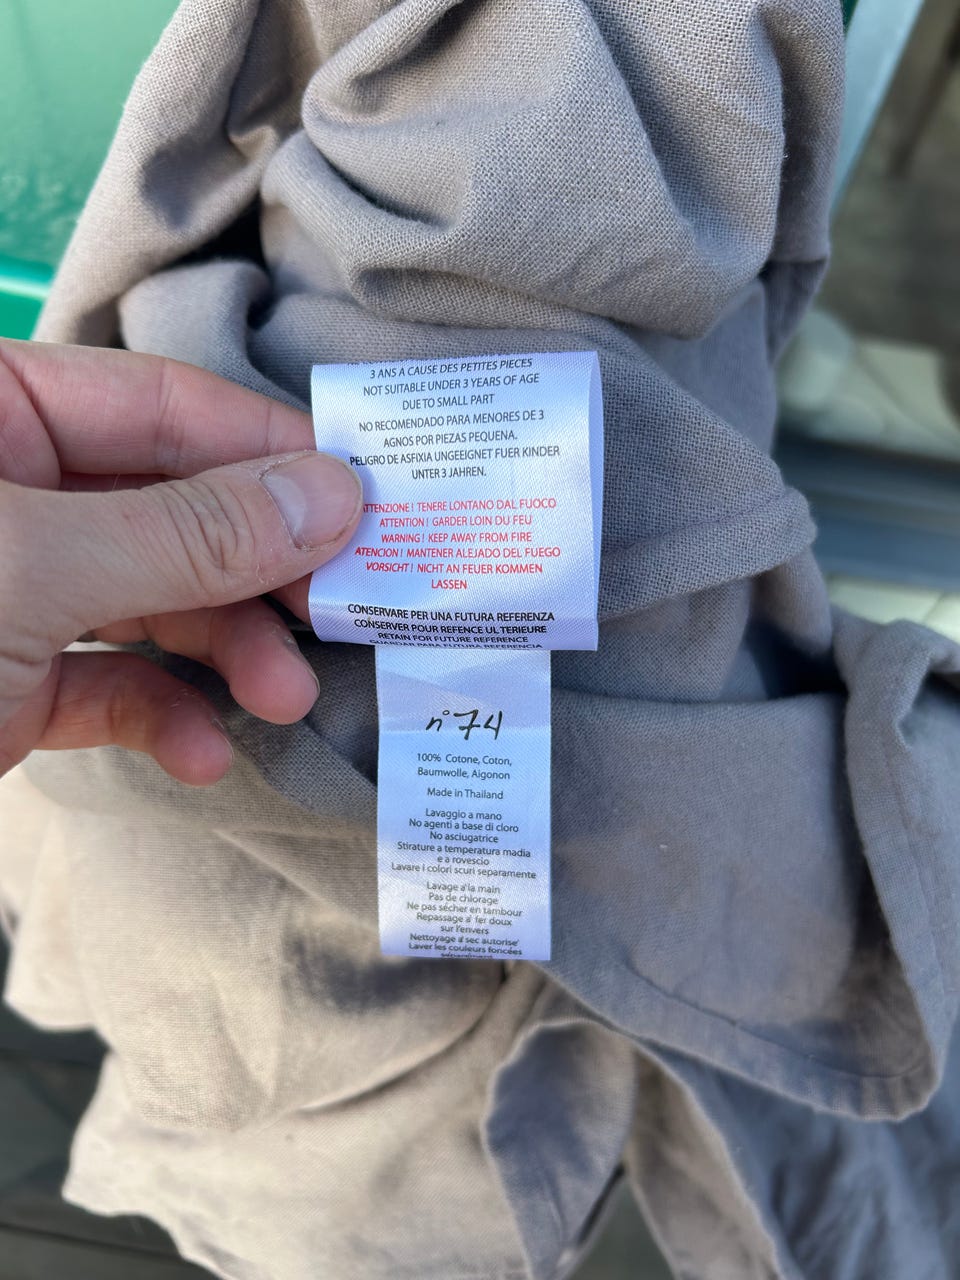 3 ANS A CAUSE DES PETITES PIECES
NOT SUITABLE UNDER 3 YEARS OF AGE
DUE TO SMALL PART
NO RECOMENDADO PARA MENORES DE 3
AGNOS POR PIEZAS PEQUENA.
PELIGRO DE ASFIXIA UNGEEIGNET FUER KINDER
UNTER 3 JAHREN.
ATTENZIONE! TENERE LONTANO DAL FUOCO
ATTENTION! GARDER LOIN DU FEU
WARNING! KEEP AWAY FROM FIRE
ATENCION! MANTENER ALEJADO DEL FUEGO
VORSICHT! NICHT AN FEUER KOMMEN
LASSEN
CONSERVARE PER UNA FUTURA REFERENZA
CONSERVER POUR REFENCE UL TERIEURE
RETAIN FOR FUTURE REFERENCE
GUARDAR PARA FUTURA REFERENCIA
n° 74
100% Cotone, Coton,
Baumwolle, Aigonon
Made in Thailand
Lavaggio a mano
No agenti a base di cloro
No asciugatrice
Stirature a temperatura madia
e a rovescio
Lavare i colori scuri separamente
Lavage a' la main
Pas de chlorage
Ne pas sécher en tambour
Repassage a' fer doux
sur l'envers
Nettoyage a' sec autorise'
Laver les couleurs foncées